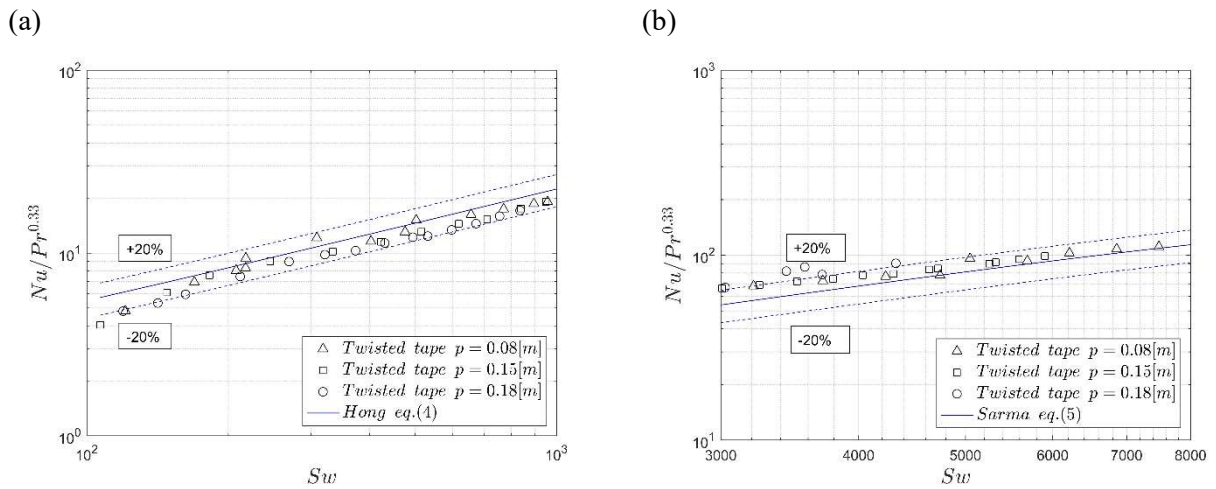 (a)
(b)
10^2
10^1
10^0
10^2
10^3
Nu/Pr^0.33
Sw
+20%
-20%
Twisted tape p = 0.08[m]
Twisted tape p = 0.15[m]
Twisted tape p = 0.18[m]
Hong eq.(4)
10^3
10^2
10^1
3000 4000 5000 6000 7000 8000
Nu/Pr^0.33
Sw
+20%
-20%
Twisted tape p = 0.08[m]
Twisted tape p = 0.15[m]
Twisted tape p = 0.18[m]
Sarma eq.(5)